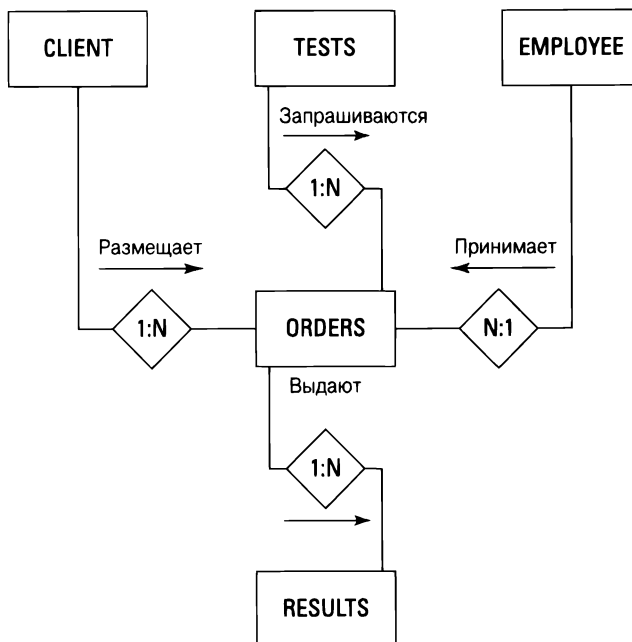 CLIENT
TESTS
EMPLOYEE
Запрашиваются
1:N
Размещает
Принимает
1:N
ORDERS
N:1
Выдают
1:N
RESULTS